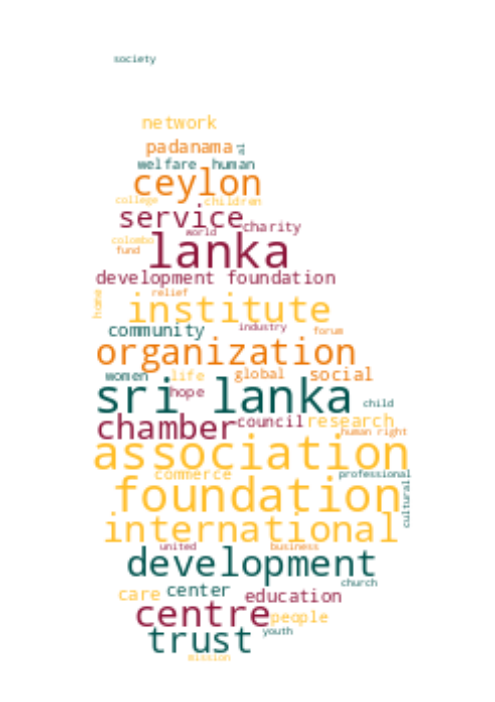 society
network
padanama al
welfare human
ceylon
college children
service
charity
world
colombo
lanka
fund
development foundation
home
relief
institute
community industry forum
organization
women life global social
sri lanka
hope
child
chamber council research
human right
association
commerce professional
foundation
cultural
international
united business
development
church
care center education
centre people
youth
trust
mission